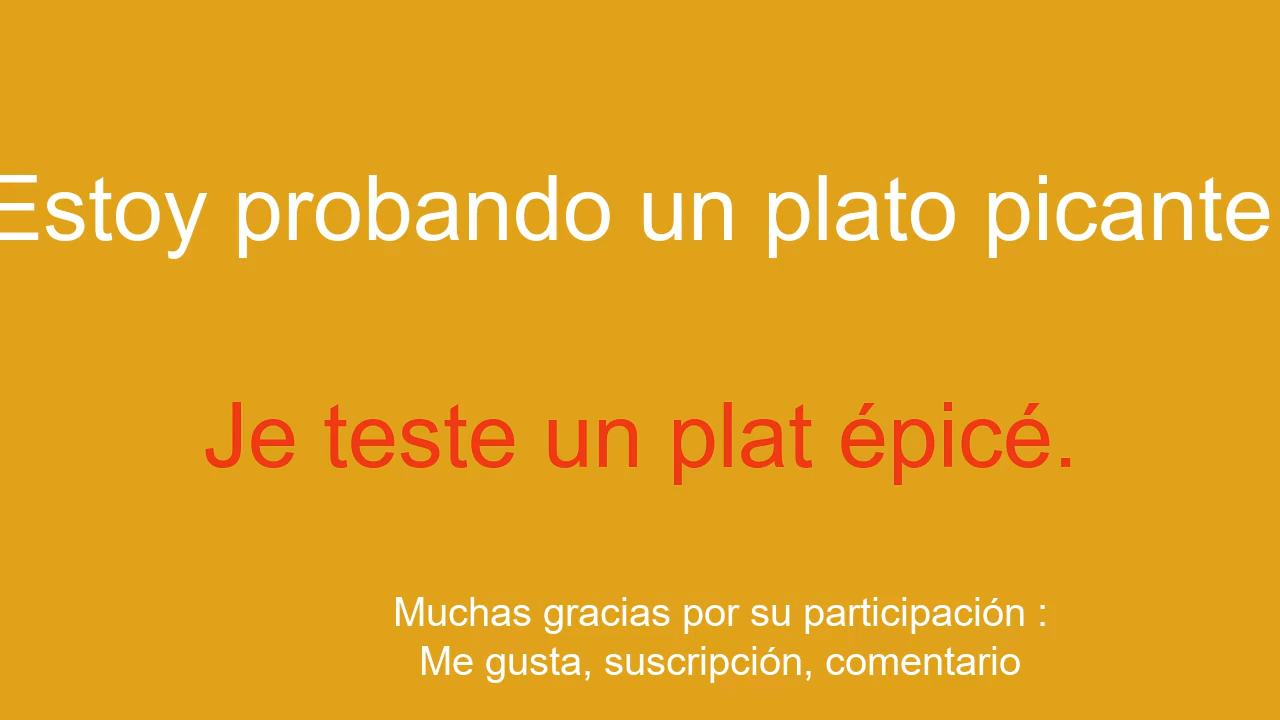 Estoy probando un plato picante
Je teste un plat épicé.
Muchas gracias por su participación :
Me gusta, suscripción, comentario